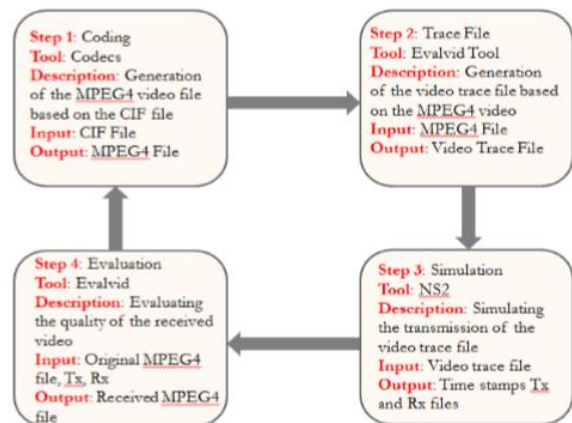 Step 1: Coding
Tool: Codecs
Description: Generation
of the MPEG4 video file
based on the CIF file
Input: CIF File
Output: MPEG4 File
Step 2: Trace File
Tool: Evalvid Tool
Description: Generation
of the video trace file based
on the MPEG4 video
Input: MPEG4 File
Output: Video Trace File
Step 3: Simulation
Tool: NS2
Description: Simulating
the transmission of the
video trace file
Input: Video trace file
Output: Time stamps Tx
and Rx files
Step 4: Evaluation
Tool: Evalvid
Description: Evaluating
the quality of the received
video
Input: Original MPEG4
file, Tx, Rx
Output: Received MPEG4
file